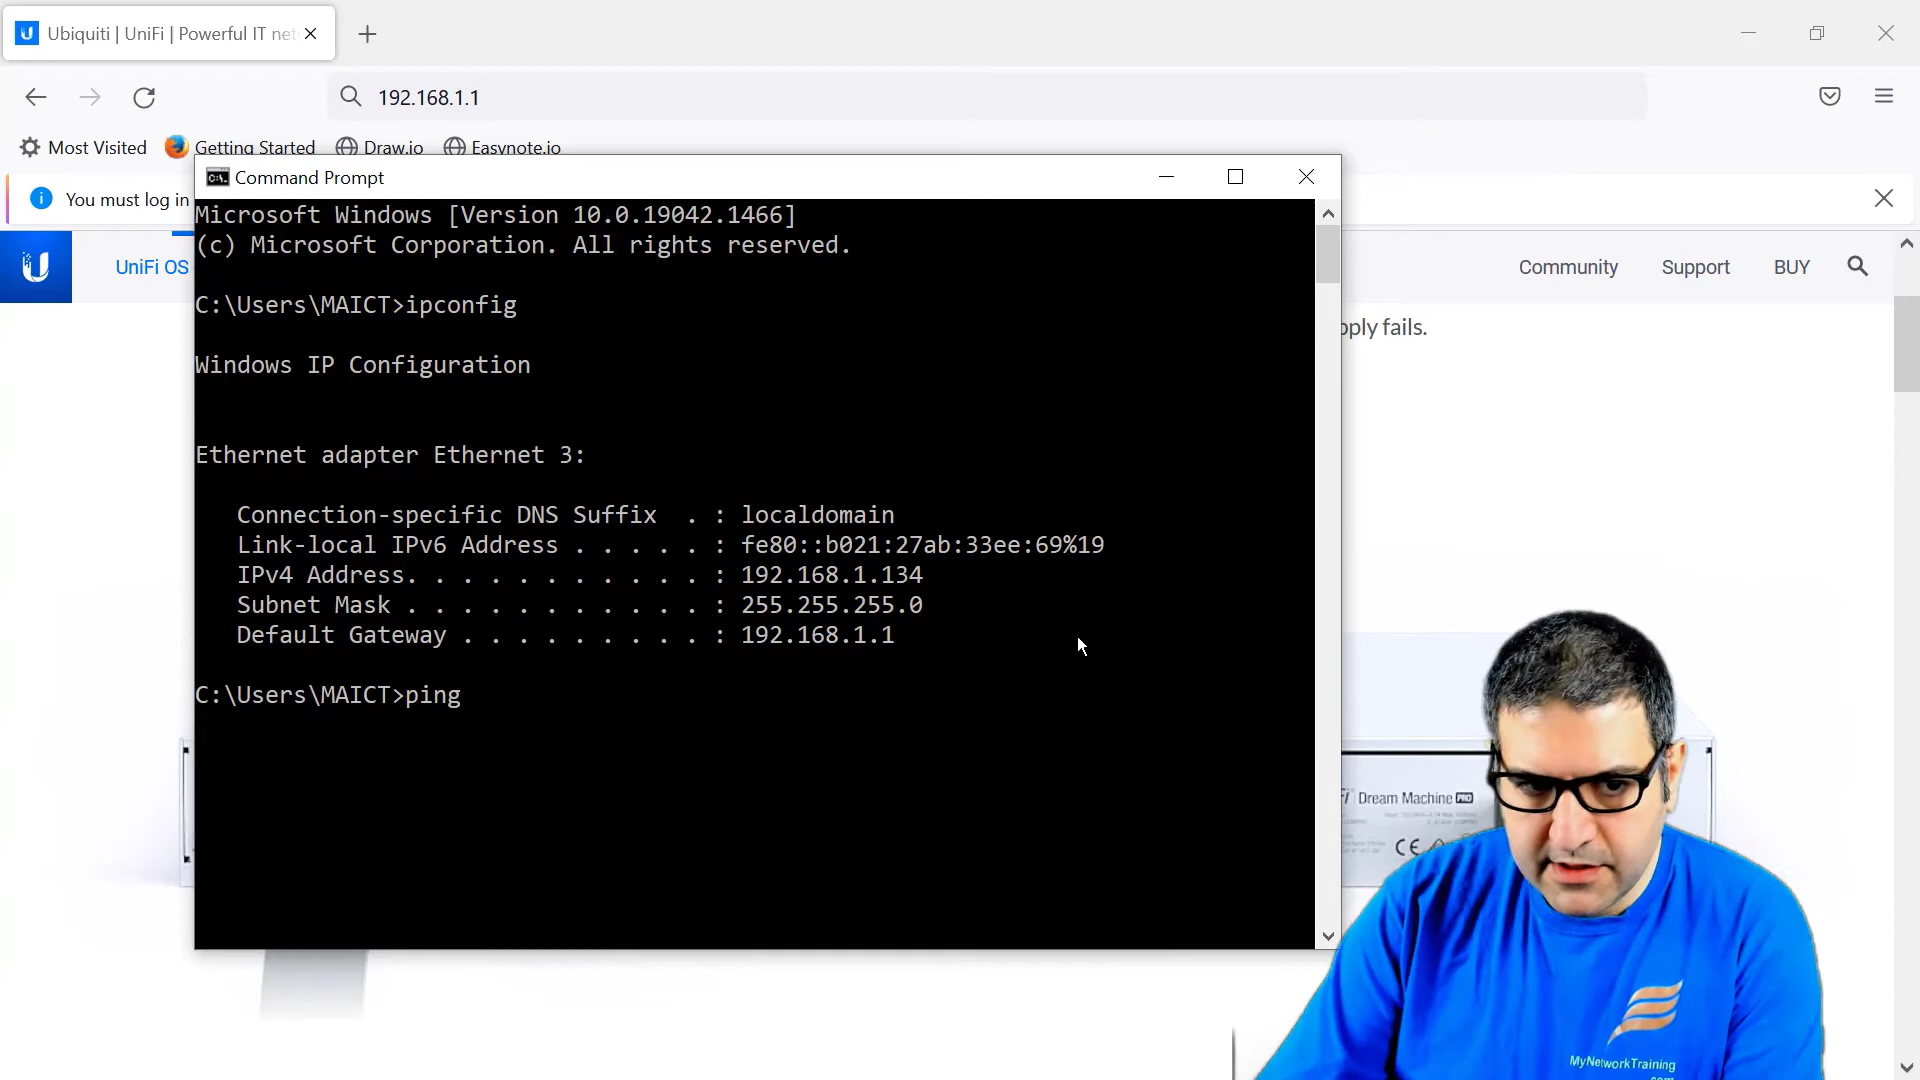 Ubiquiti | UniFi | Powerful IT net
192.168.1.1
Most Visited Getting Started Draw.io Easynote.io
Command Prompt
You must log in
Microsoft Windows [Version 10.0.19042.1466]
(c) Microsoft Corporation. All rights reserved.
UniFi OS
Community Support BUY
C:\Users\MAICT>ipconfig
ply fails.
Windows IP Configuration
Ethernet adapter Ethernet 3:
Connection-specific DNS Suffix . : localdomain
Link-local IPv6 Address . . . . . : fe80::b021:27ab:33ee:69%19
IPv4 Address. . . . . . . . . . . : 192.168.1.134
Subnet Mask . . . . . . . . . . . : 255.255.255.0
Default Gateway . . . . . . . . . : 192.168.1.1
C:\Users\MAICT>ping
Dream Machine PRO
CE
MyNetworkTraining